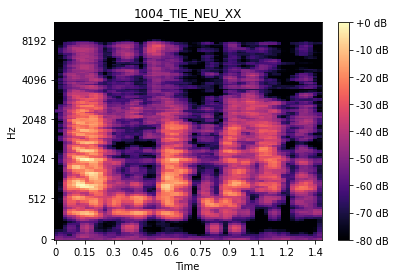 1004_TIE_NEU_XX
+0 dB
8192
-10 dB
4096
-20 dB
-30 dB
2048
Hz
-40 dB
1024
-50 dB
512
-60 dB
-70 dB
0
-80 dB
0 0.15 0.3 0.45 0.6 0.75 0.9 1.1 1.2 1.4
Time